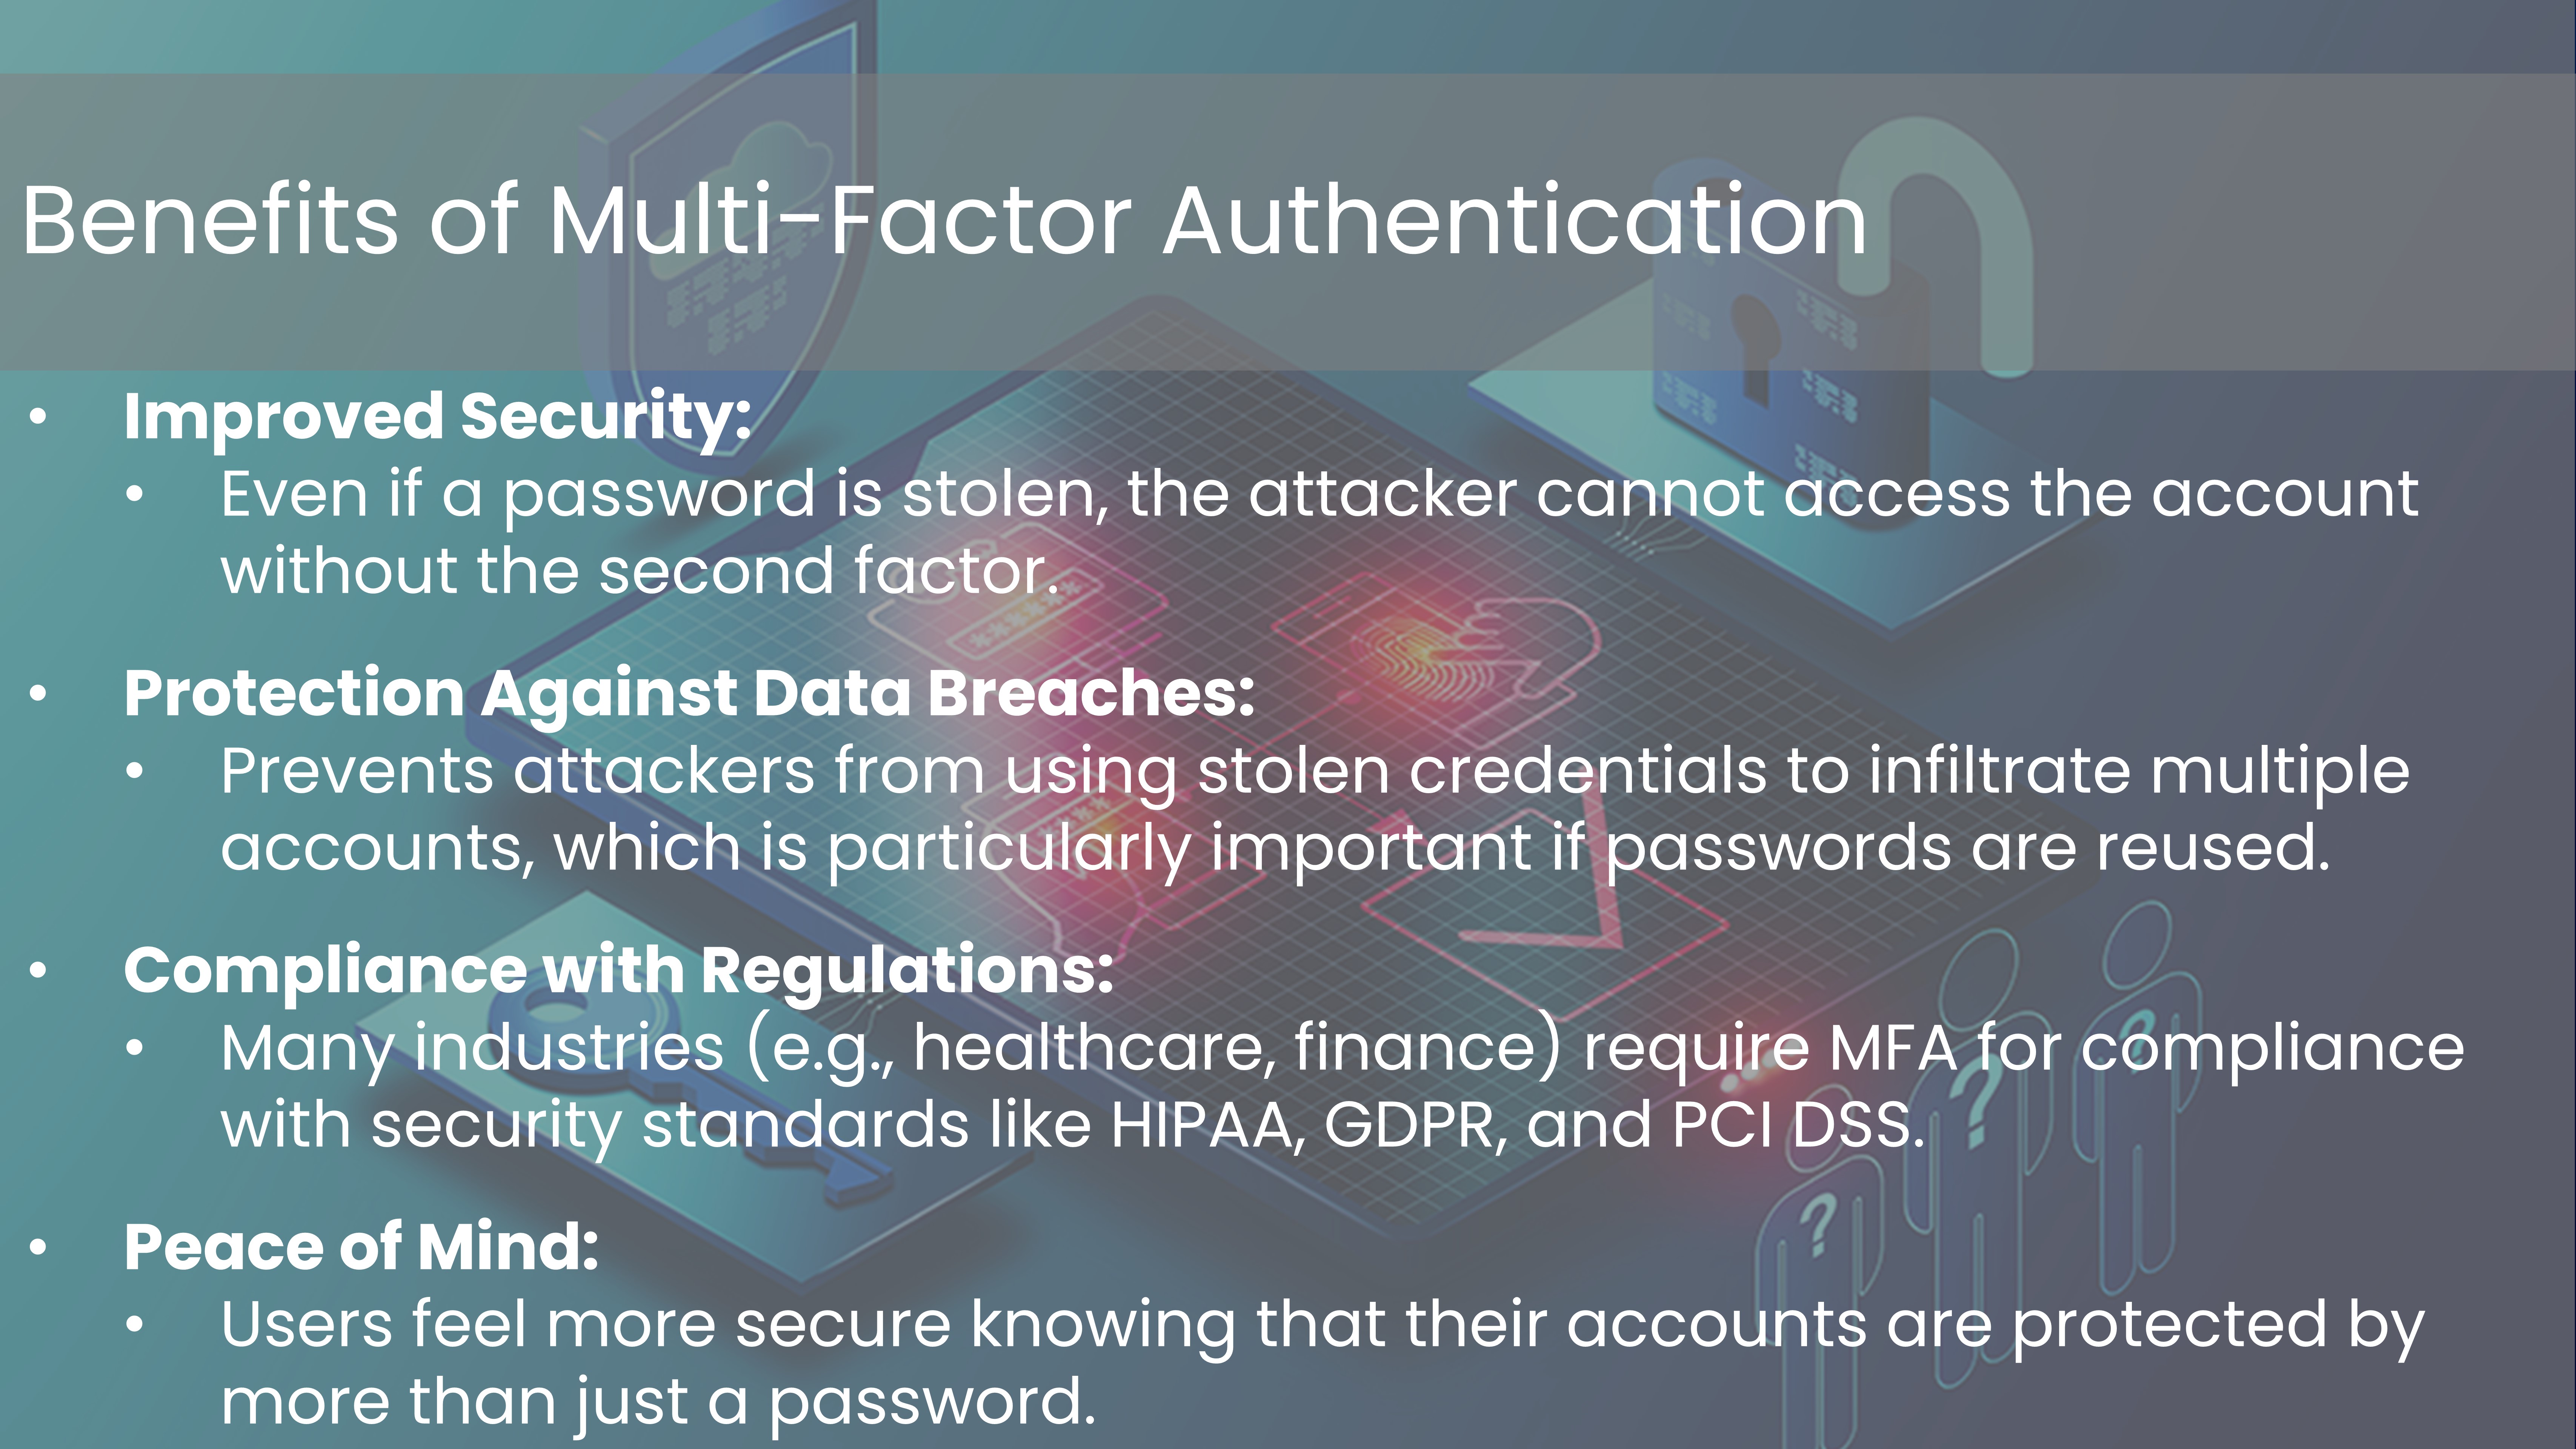 Benefits of Multi-Factor Authentication
• Improved Security:
• Even if a password is stolen, the attacker cannot access the account
without the second factor.
• Protection Against Data Breaches:
• Prevents attackers from using stolen credentials to infiltrate multiple
accounts, which is particularly important if passwords are reused.
• Compliance with Regulations:
• Many industries (e.g., healthcare, finance) require MFA for compliance
with security standards like HIPAA, GDPR, and PCI DSS.
• Peace of Mind:
• Users feel more secure knowing that their accounts are protected by
more than just a password.